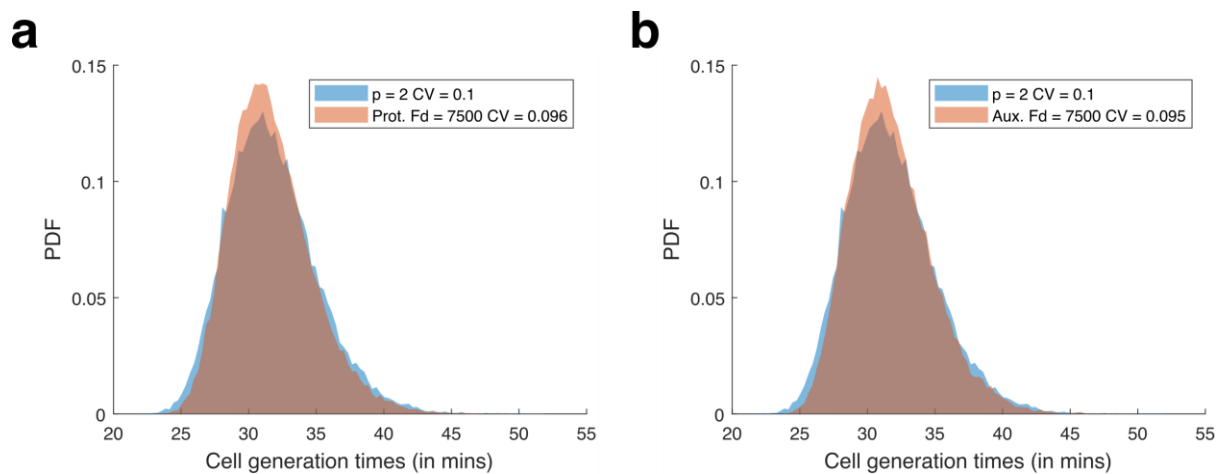 a
0.15
0.1
0.05
0
PDF
p = 2 CV = 0.1
Prot. Fd = 7500 CV = 0.096
20 25 30 35 40 45 50 55
Cell generation times (in mins)
b
0.15
0.1
0.05
0
PDF
p = 2 CV = 0.1
Aux. Fd = 7500 CV = 0.095
20 25 30 35 40 45 50 55
Cell generation times (in mins)